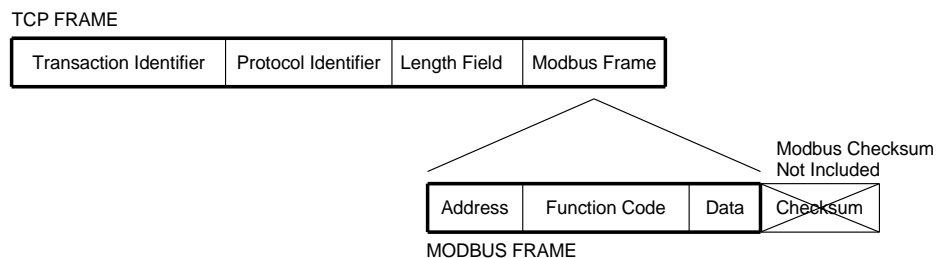 TCP FRAME
Transaction Identifier
Protocol Identifier
Length Field
Modbus Frame
Modbus Checksum
Not Included
Address
Function Code
Data
Checksum
MODBUS FRAME